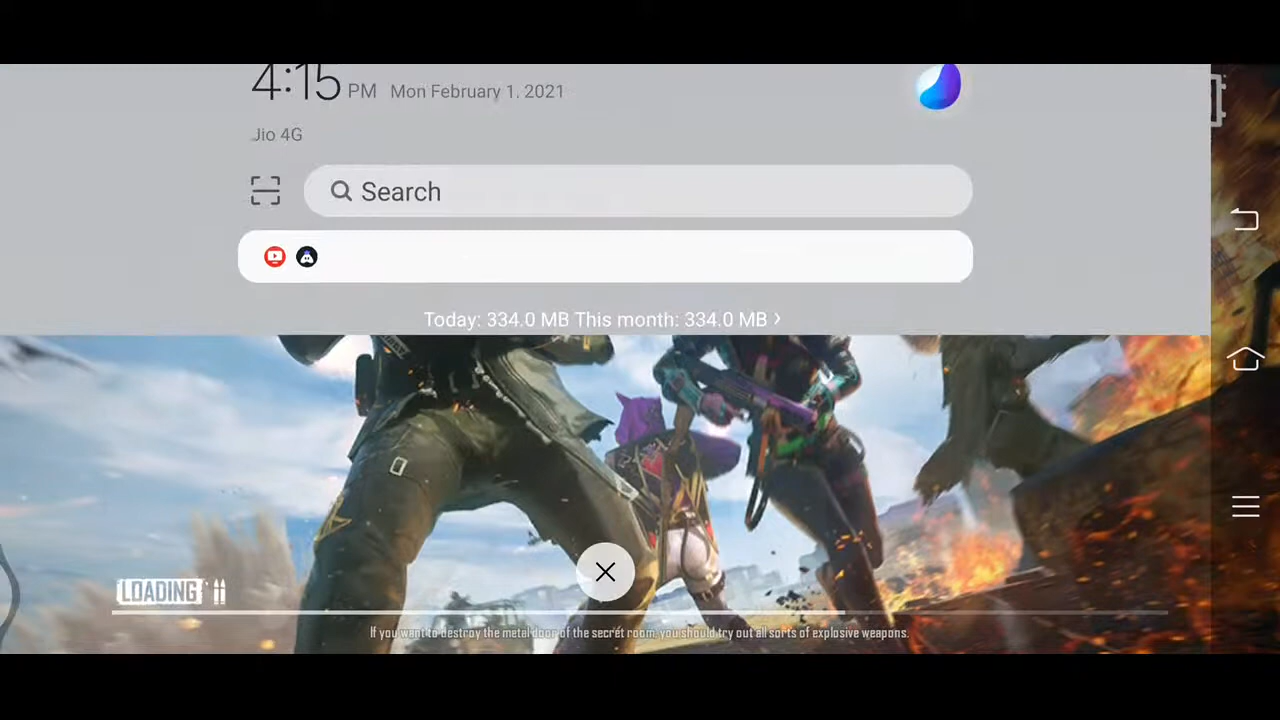 4:15 PM Mon February 1. 2021
Jio 4G
Search
Today: 334.0 MB This month: 334.0 MB >
LOADING
If you want to destroy the metal door of the secret room, you should try out all sorts of explosive weapons.